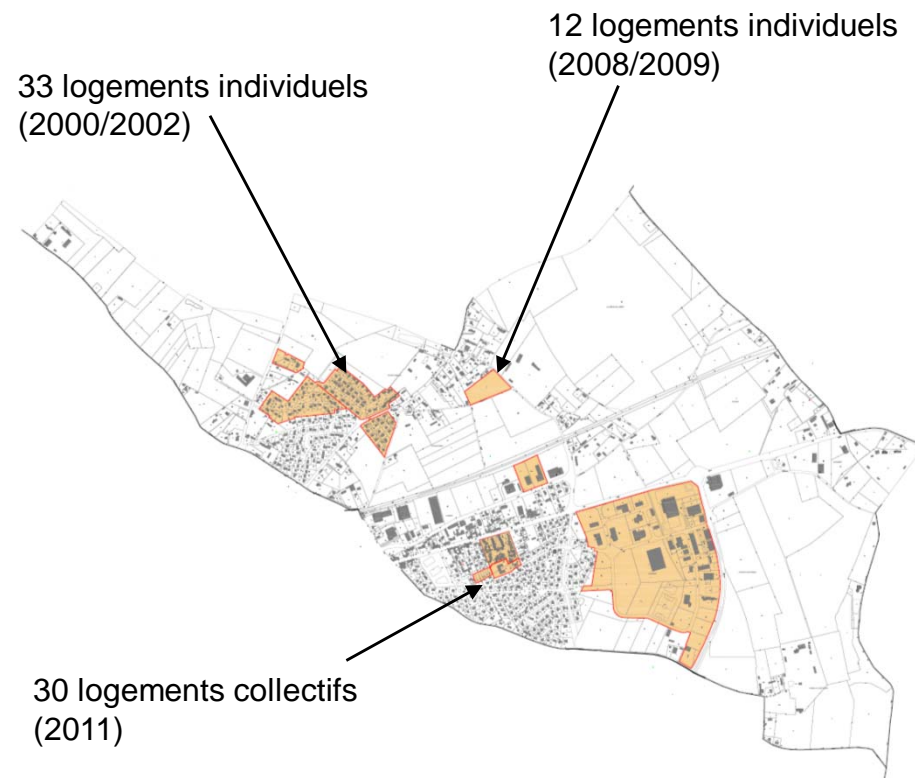 12 logements individuels
(2008/2009)
33 logements individuels
(2000/2002)
30 logements collectifs
(2011)